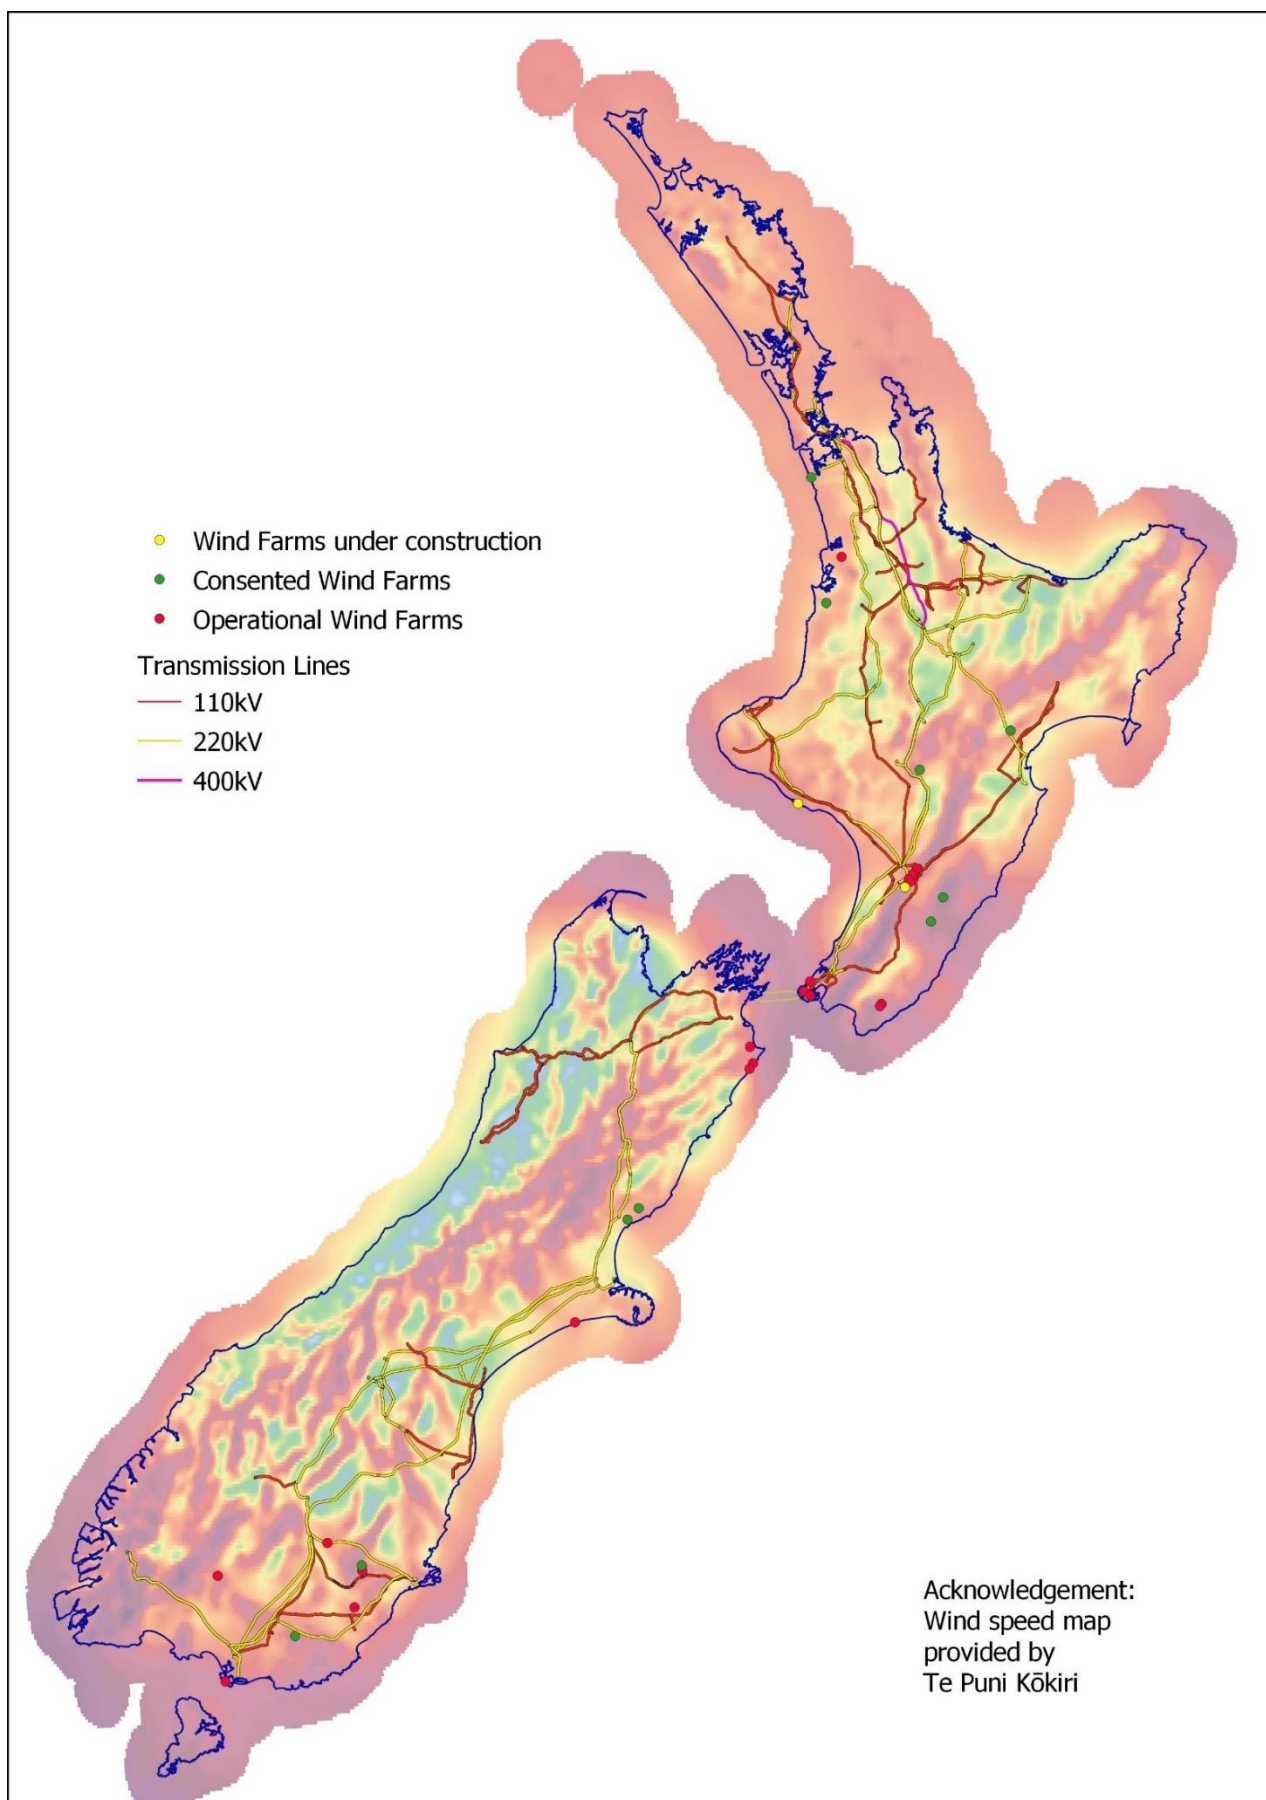 Wind Farms under construction
Consented Wind Farms
Operational Wind Farms
Transmission Lines
110kV
220kV
400kV
Acknowledgement:
Wind speed map
provided by
Te Puni Kōkiri